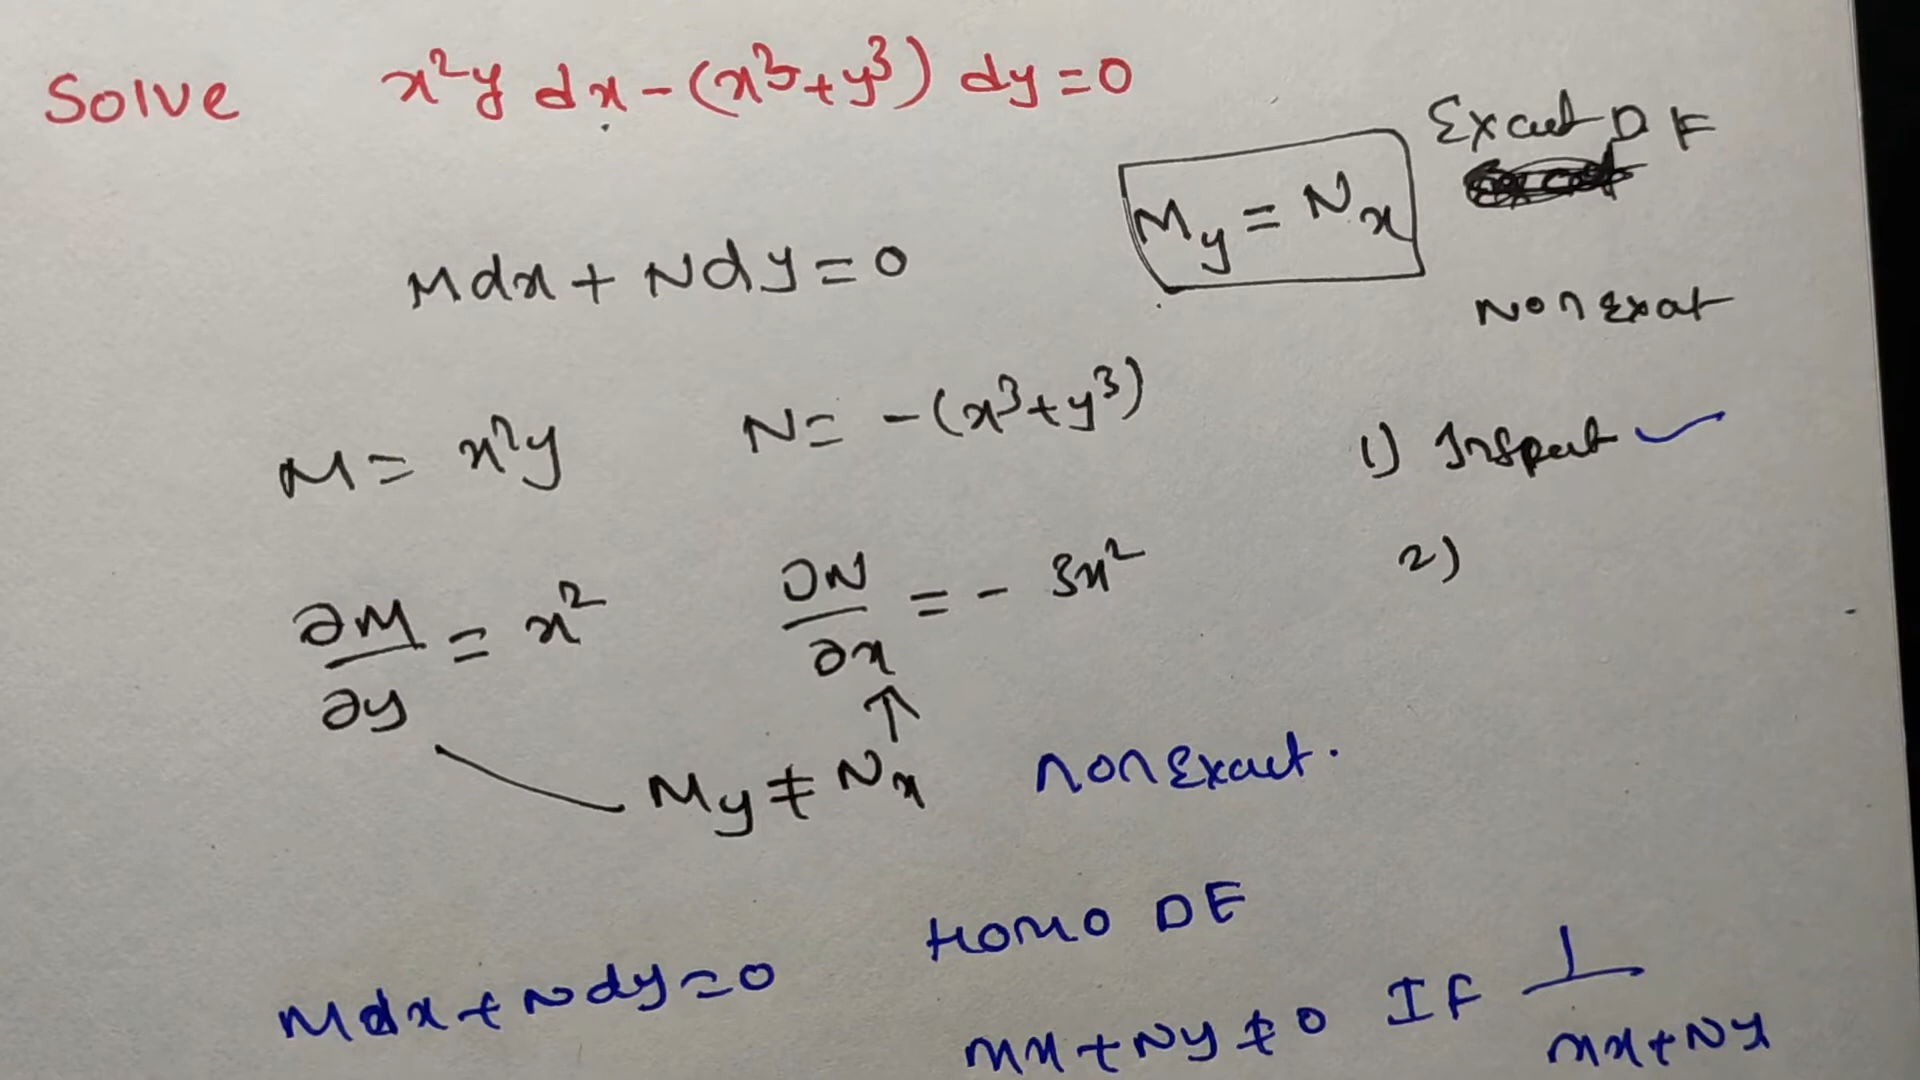 Solve x²y dx - (x³+y³) dy = 0
Exact DE
My = Nx
Mdx + Ndy = 0
Non Exat
M = x²y N = -(x³+y³)
1) Inspect ✓
∂M/∂y = x² ∂N/∂x = - 3x²
2)
My ≠ Nx non Exact.
Homo DE
Mdx + Ndy = 0
Mx + Ny ≠ 0 IF 1/Mx+Ny